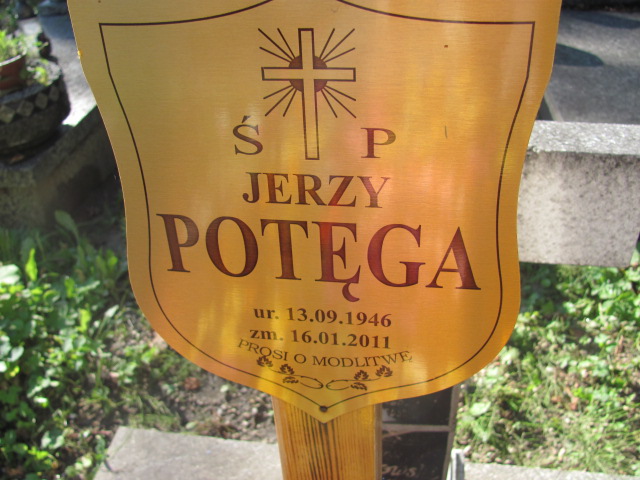 Ś P
JERZY
POTĘGA
ur. 13.09.1946
zm. 16.01.2011
PROSI O MODLITWĘ